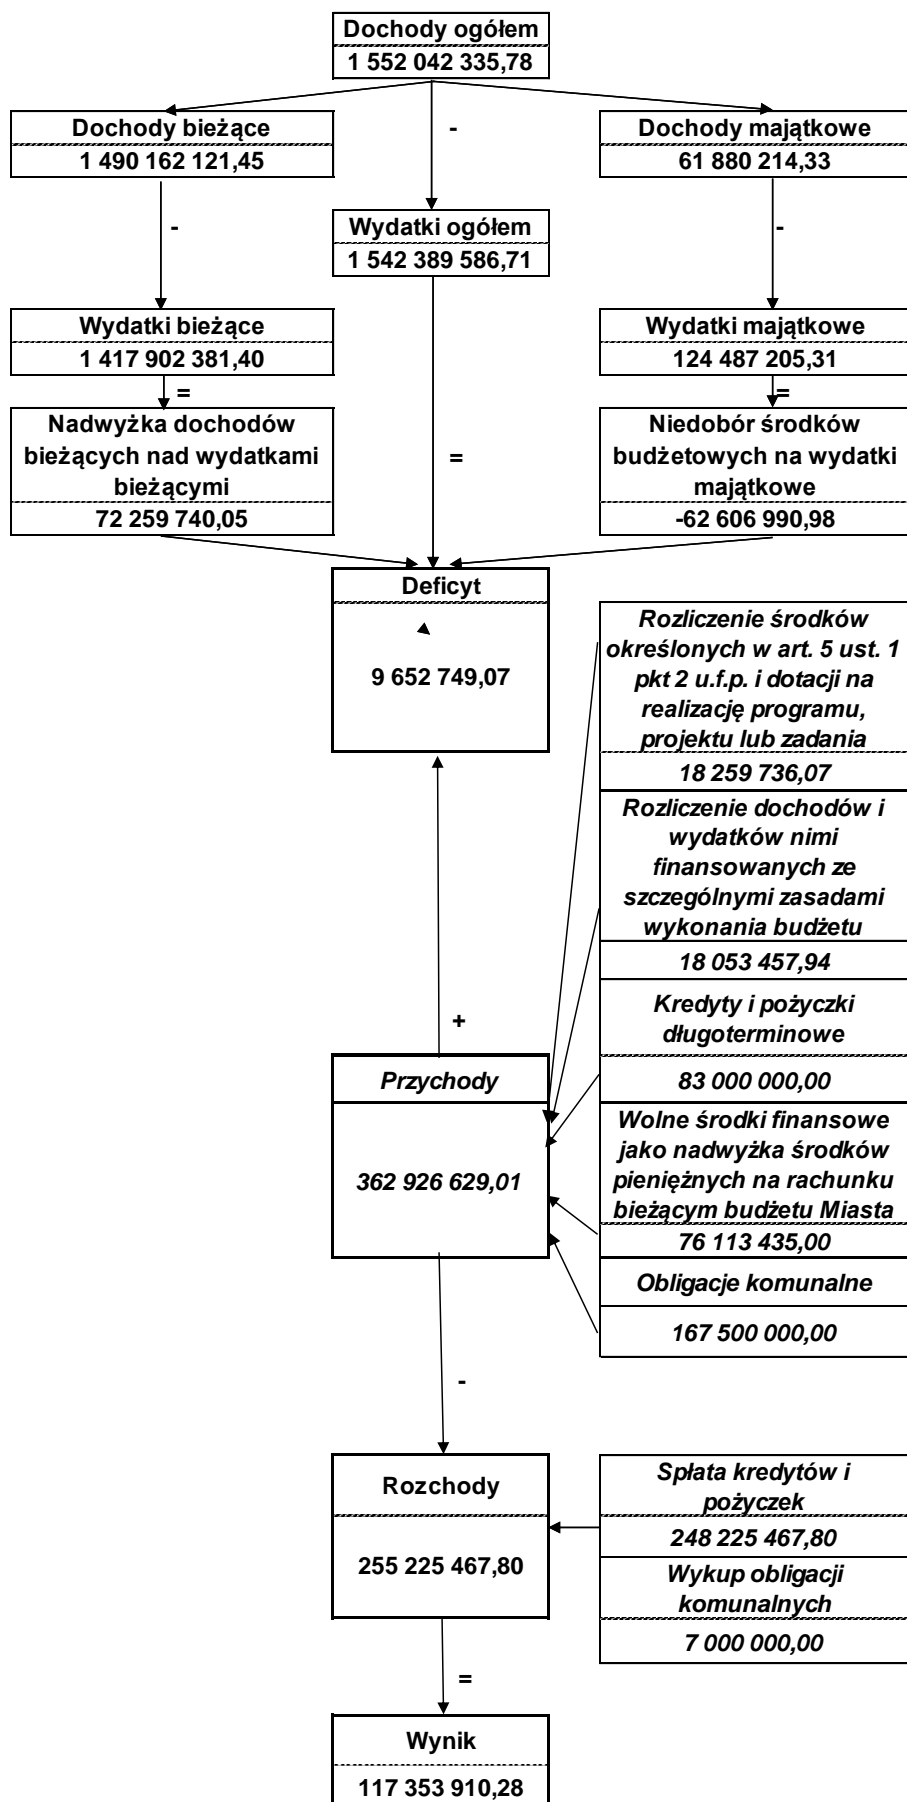 Dochody ogółem
1 552 042 335,78
Dochody bieżące
1 490 162 121,45
-
Dochody majątkowe
61 880 214,33
-
Wydatki ogółem
1 542 389 586,71
-
Wydatki bieżące
1 417 902 381,40
=
Wydatki majątkowe
124 487 205,31
=
Nadwyżka dochodów
bieżących nad wydatkami
bieżącymi
72 259 740,05
=
Niedobór środków
budżetowych na wydatki
majątkowe
-62 606 990,98
Deficyt
9 652 749,07
Rozliczenie środków
określonych w art. 5 ust. 1
pkt 2 u.f.p. i dotacji na
realizację programu,
projektu lub zadania
18 259 736,07
Rozliczenie dochodów i
wydatków nimi
finansowanych ze
szczególnymi zasadami
wykonania budżetu
18 053 457,94
+
Kredyty i pożyczki
długoterminowe
83 000 000,00
Przychody
362 926 629,01
Wolne środki finansowe
jako nadwyżka środków
pieniężnych na rachunku
bieżącym budżetu Miasta
76 113 435,00
Obligacje komunalne
167 500 000,00
-
Rozchody
255 225 467,80
Spłata kredytów i
pożyczek
248 225 467,80
Wykup obligacji
komunalnych
7 000 000,00
=
Wynik
117 353 910,28